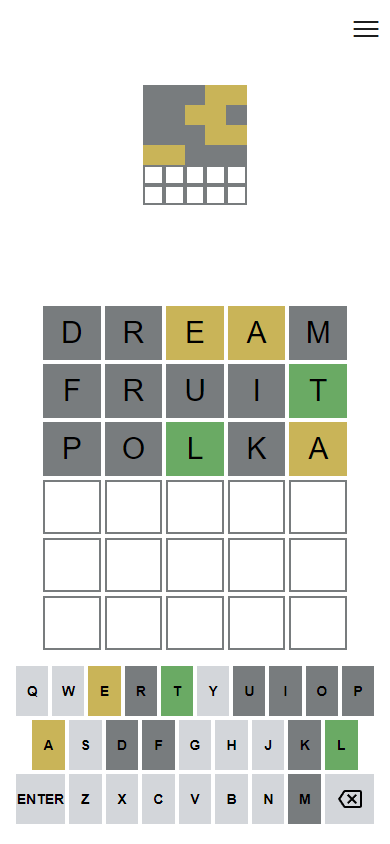 D R E A M
F R U I T
P O L K A
Q W E R T Y U I O P
A S D F G H J K L
ENTER Z X C V B N M